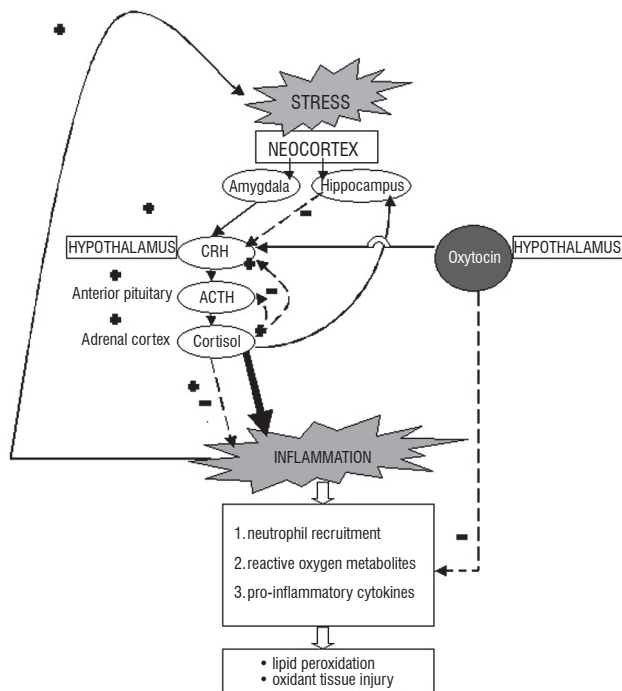 STRESS
NEOCORTEX
Amygdala
Hippocampus
HYPOTHALAMUS
CRH
Oxytocin
HYPOTHALAMUS
Anterior pituitary
ACTH
Adrenal cortex
Cortisol
INFLAMMATION
1. neutrophil recruitment
2. reactive oxygen metabolites
3. pro-inflammatory cytokines
• lipid peroxidation
• oxidant tissue injury